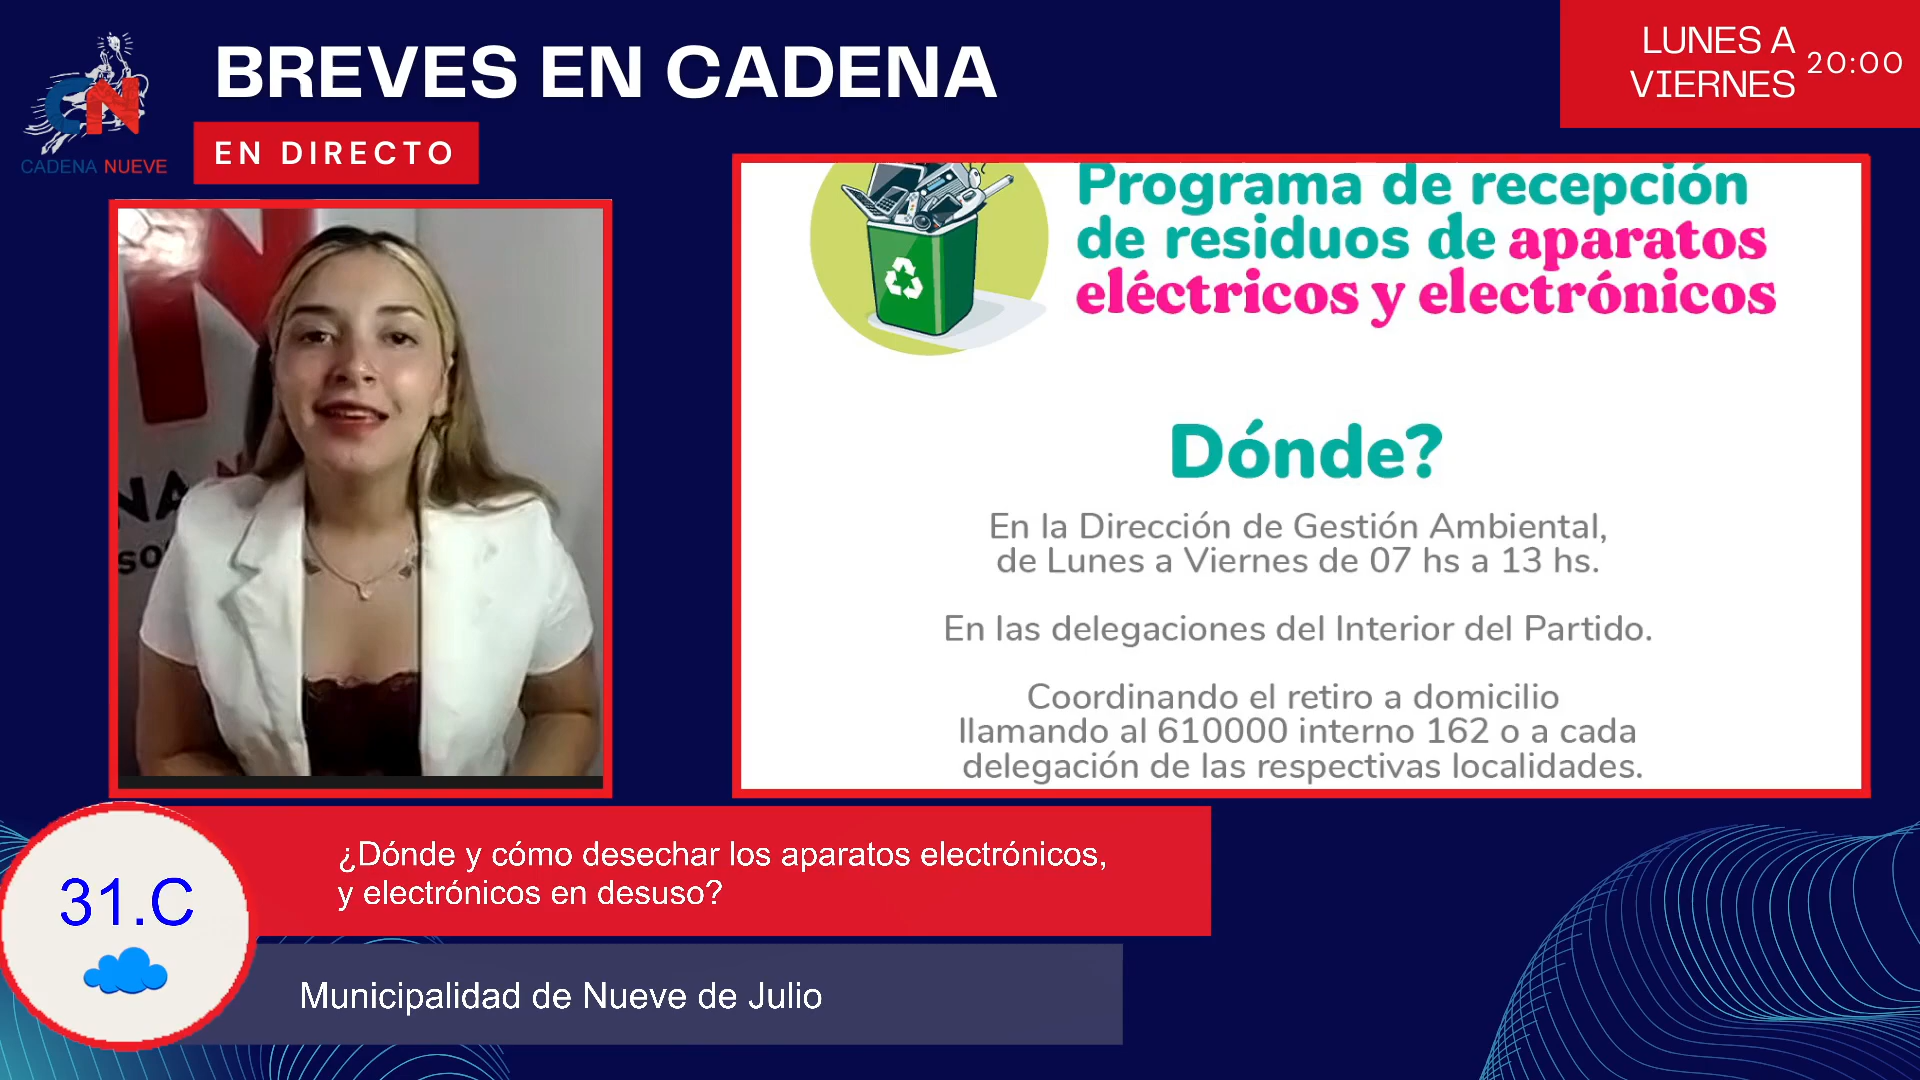 BREVES EN CADENA
LUNES A
VIERNES
20:00
CN
CADENA NUEVE
EN DIRECTO
N
NA
so
Programa de recepción
de residuos de aparatos
eléctricos y electrónicos
Dónde?
En la Dirección de Gestión Ambiental,
de Lunes a Viernes de 07 hs a 13 hs.
En las delegaciones del Interior del Partido.
Coordinando el retiro a domicilio
llamando al 610000 interno 162 o a cada
delegación de las respectivas localidades.
¿Dónde y cómo desechar los aparatos electrónicos,
y electrónicos en desuso?
31.C
Municipalidad de Nueve de Julio